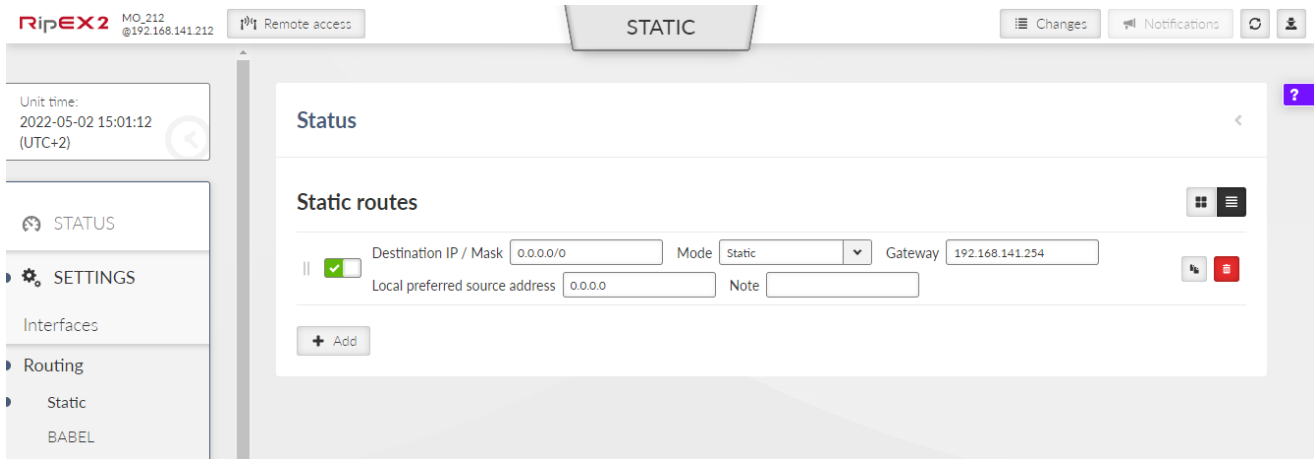 RipEX2 MO_212 @192.168.141.212 Remote access STATIC Changes Notifications
?
Unit time:
2022-05-02 15:01:12
(UTC+2)
STATUS
SETTINGS
Interfaces
Routing
Static
BABEL
Status
Static routes
Destination IP / Mask 0.0.0.0/0 Mode Static Gateway 192.168.141.254
Local preferred source address 0.0.0.0 Note
Add